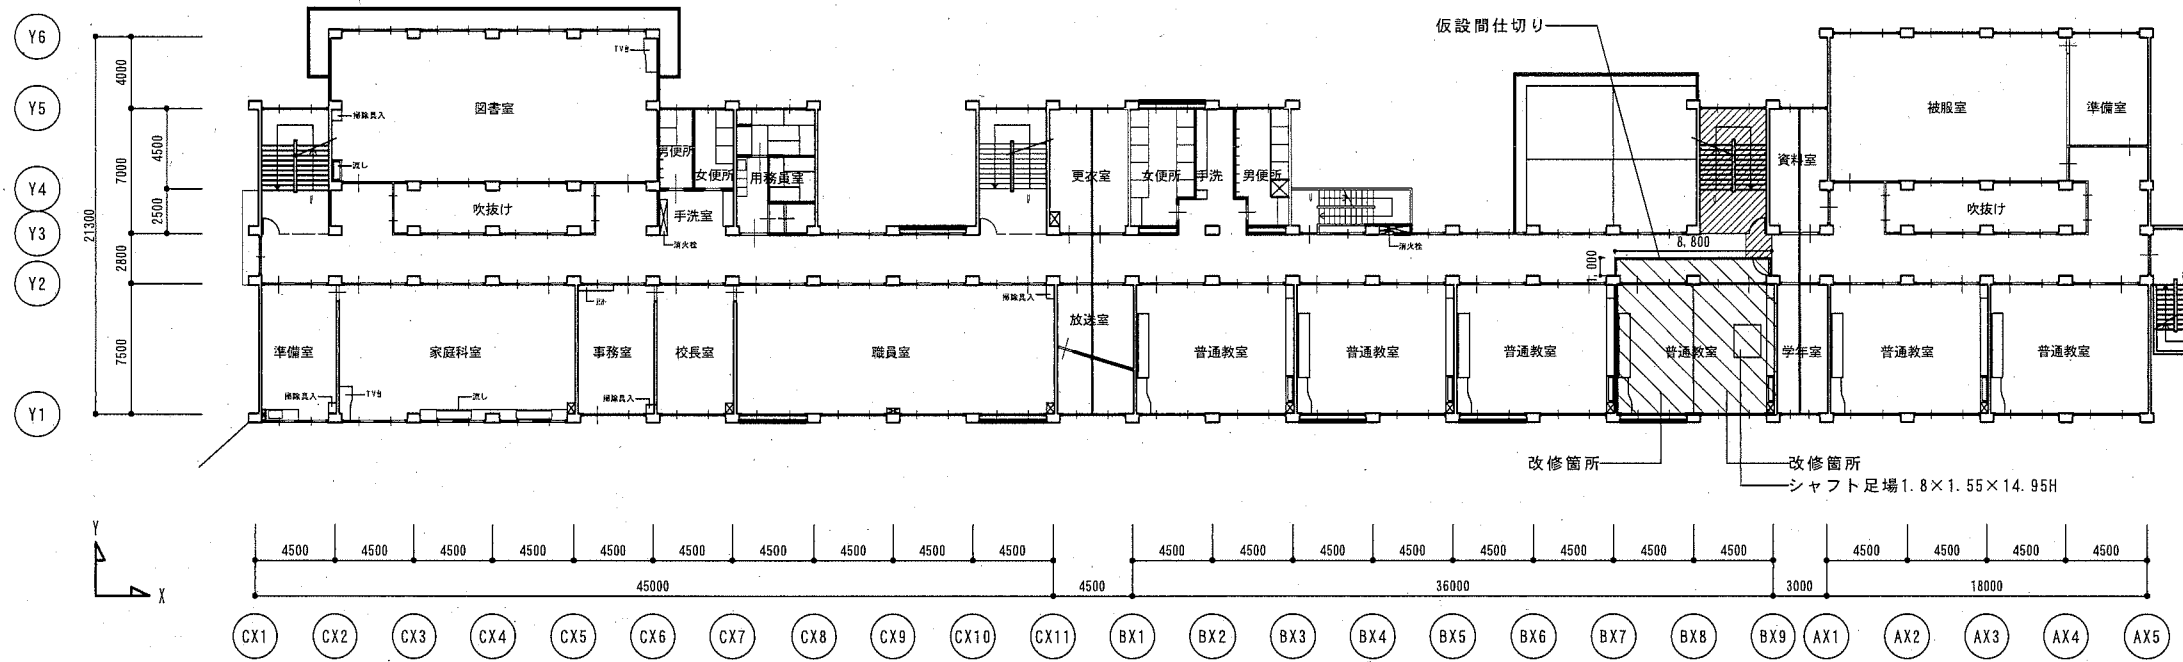 仮設間仕切り
Y6
Y5
Y4
Y3
Y2
Y1
21300
4000
7000
2800
7500
4500
2500
TV台
図書室
掃除具入
流し
男便所
女便所
用務員室
手洗室
消火栓
吹抜け
更衣室
女便所
手洗
男便所
消火栓
資料室
被服室
準備室
吹抜け
8,800
準備室
家庭科室
事務室
校長室
職員室
放送室
普通教室
普通教室
普通教室
普通教室
学年室
普通教室
普通教室
掃除具入
掃除具入
TV台
流し
掃除具入
改修箇所
改修箇所
シャフト足場1.8×1.55×14.95H
Y
X
4500 4500 4500 4500 4500 4500 4500 4500 4500 4500 4500 4500 4500 4500 4500 4500 4500 4500 4500 4500 4500 4500
45000 4500 36000 3000 18000
CX1 CX2 CX3 CX4 CX5 CX6 CX7 CX8 CX9 CX10 CX11 BX1 BX2 BX3 BX4 BX5 BX6 BX7 BX8 BX9 AX1 AX2 AX3 AX4 AX5